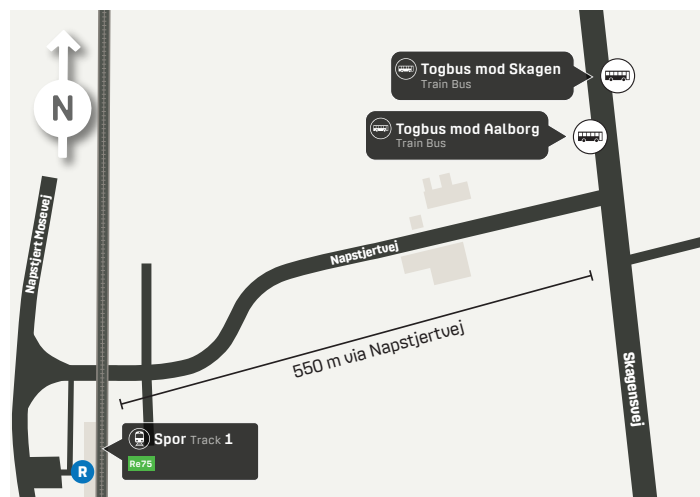 N
Togbus mod Skagen
Train Bus
Togbus mod Aalborg
Train Bus
Napstjert Mosevej
Napstjertvej
550 m via Napstjertvej
Skagensvej
Spor Track 1
Re75
R